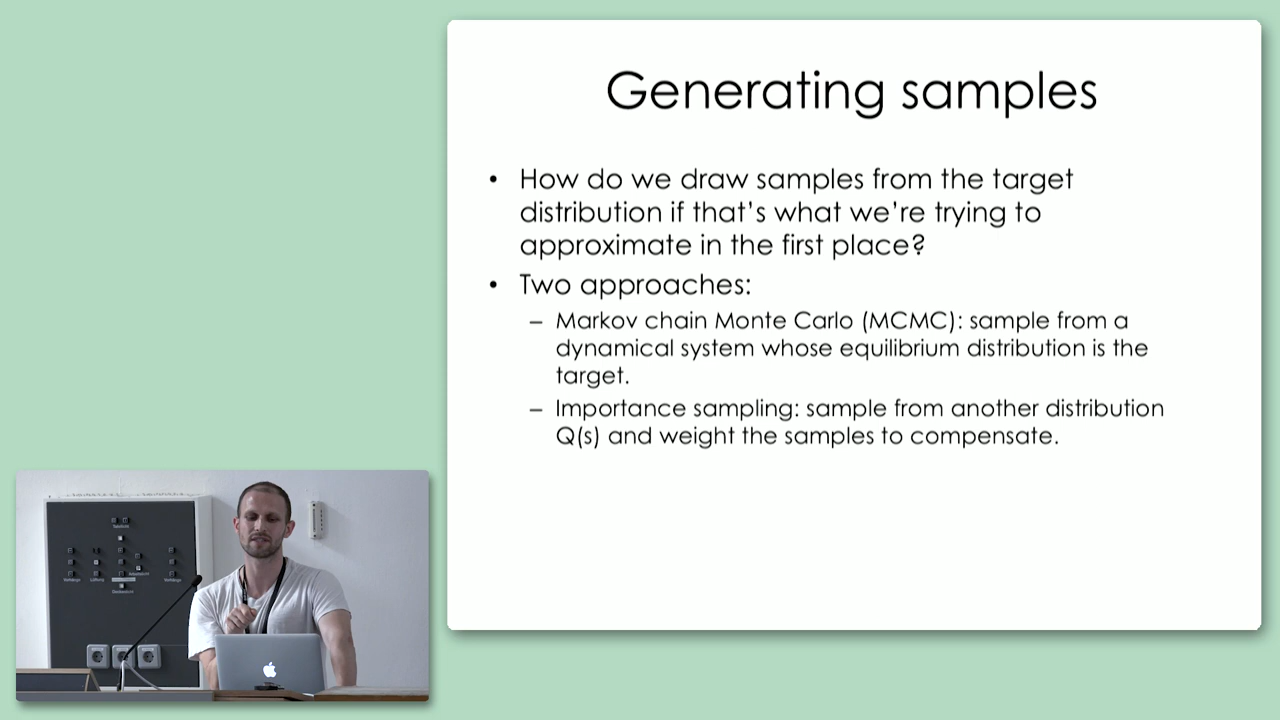 Generating samples
• How do we draw samples from the target
distribution if that’s what we’re trying to
approximate in the first place?
• Two approaches:
– Markov chain Monte Carlo (MCMC): sample from a
dynamical system whose equilibrium distribution is the
target.
– Importance sampling: sample from another distribution
Q(s) and weight the samples to compensate.